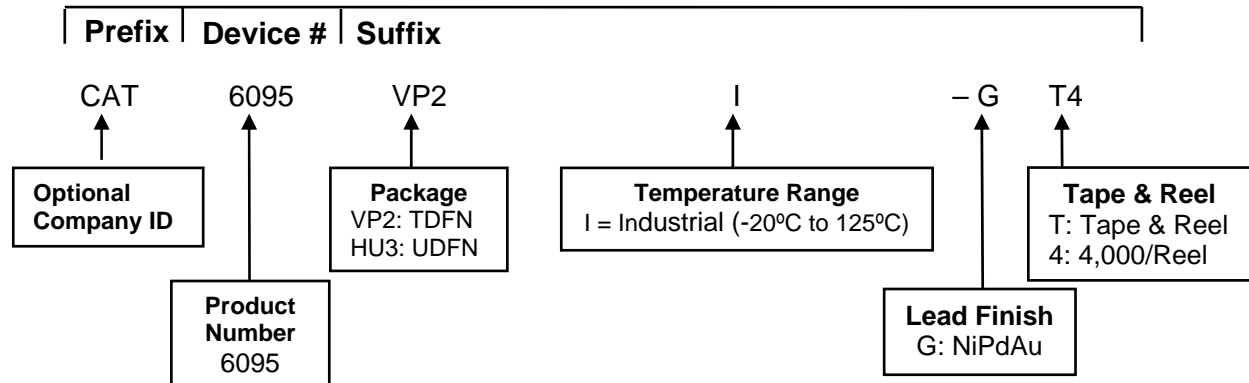 Prefix Device # Suffix
CAT 6095 VP2 I – G T4
Optional
Company ID
Product
Number
6095
Package
VP2: TDFN
HU3: UDFN
Temperature Range
I = Industrial (-20ºC to 125ºC)
Lead Finish
G: NiPdAu
Tape & Reel
T: Tape & Reel
4: 4,000/Reel